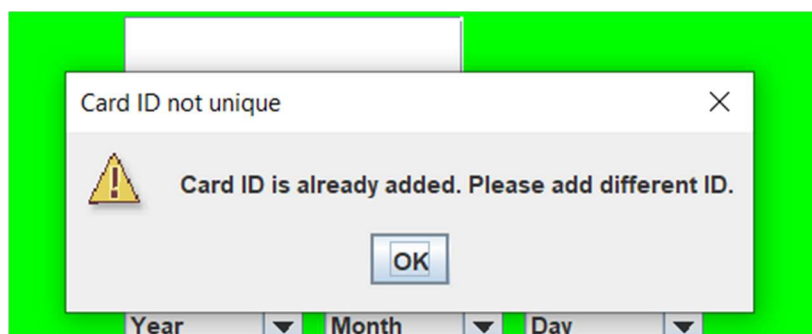 Card ID not unique
Card ID is already added. Please add different ID.
OK
Year Month Day